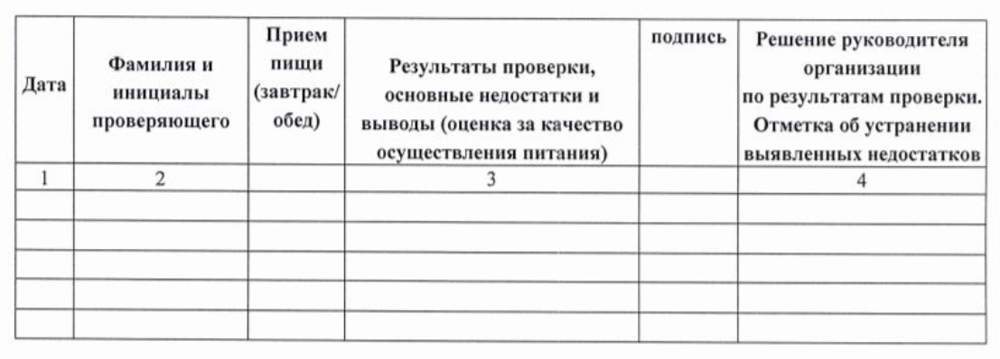 Дата
Фамилия и
инициалы
проверяющего
Прием
пищи
(завтрак/
обед)
Результаты проверки,
основные недостатки и
выводы (оценка за качество
осуществления питания)
подпись
Решение руководителя
организации
по результатам проверки.
Отметка об устранении
выявленных недостатков
1
2
3
4